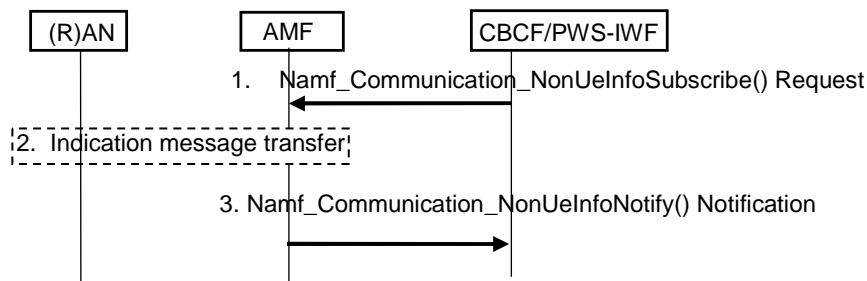 (R)AN
AMF
CBCF/PWS-IWF
1. Namf_Communication_NonUeInfoSubscribe() Request
2. Indication message transfer
3. Namf_Communication_NonUeInfoNotify() Notification